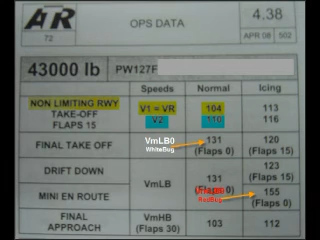 ATR
72
OPS DATA
4.38
APR 08 502
43000 lb PW127F
Speeds Normal Icing
NON LIMITING RWY
TAKE-OFF
FLAPS 15
V1 = VR 104 113
V2 110 116
FINAL TAKE OFF
VmLB0
WhiteBug
131
(Flaps 0)
120
(Flaps 15)
DRIFT DOWN
VmLB
131
(Flaps 0)
123
(Flaps 15)
MINI EN ROUTE
RedBug
155
(Flaps 0)
FINAL
APPROACH
VmHB
(Flaps 30)
103 112